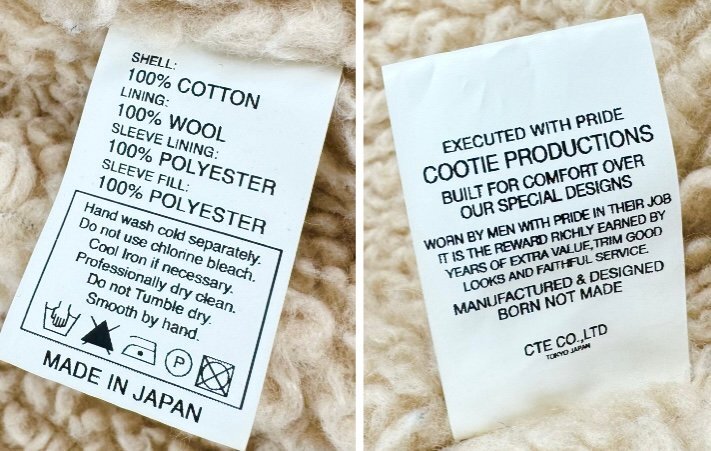 SHELL:
100% COTTON
LINING:
100% WOOL
SLEEVE LINING:
100% POLYESTER
SLEEVE FILL:
100% POLYESTER
Hand wash cold separately.
Do not use chlorine bleach.
Cool Iron if necessary.
Professionally dry clean.
Do not Tumble dry.
Smooth by hand.
P
MADE IN JAPAN
EXECUTED WITH PRIDE
COOTIE PRODUCTIONS
BUILT FOR COMFORT OVER
OUR SPECIAL DESIGNS
WORN BY MEN WITH PRIDE IN THEIR JOB
IT IS THE REWARD RICHLY EARNED BY
YEARS OF EXTRA VALUE,TRIM GOOD
LOOKS AND FAITHFUL SERVICE.
MANUFACTURED & DESIGNED
BORN NOT MADE
CTE CO.,LTD
TOKYO JAPAN